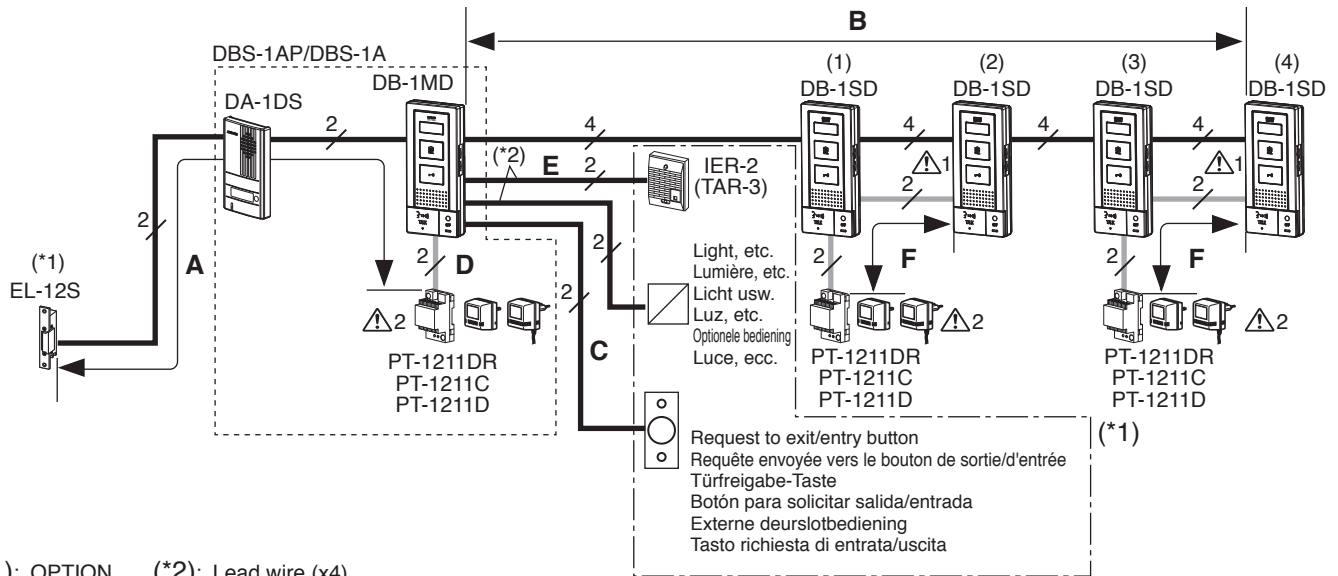 B
DBS-1AP/DBS-1A
DB-1MD
DA-1DS
(1)
DB-1SD
(2)
DB-1SD
(3)
DB-1SD
(4)
DB-1SD
2
4
4
4
4
(*2)
E
2
IER-2
(TAR-3)
1
1
2
2
2
A
(*1)
EL-12S
2
D
2
2
2
F
2
F
C
Light, etc.
Lumière, etc.
Licht usw.
Luz, etc.
Optionele bediening
Luce, ecc.
2
2
2
PT-1211DR
PT-1211C
PT-1211D
PT-1211DR
PT-1211C
PT-1211D
PT-1211DR
PT-1211C
PT-1211D
(*1)
Request to exit/entry button
Requête envoyée vers le bouton de sortie/d'entrée
Türfreigabe-Taste
Botón para solicitar salida/entrada
Externe deurslotbediening
Tasto richiesta di entrata/uscita
): OPTION (*2): Lead wire (x4)